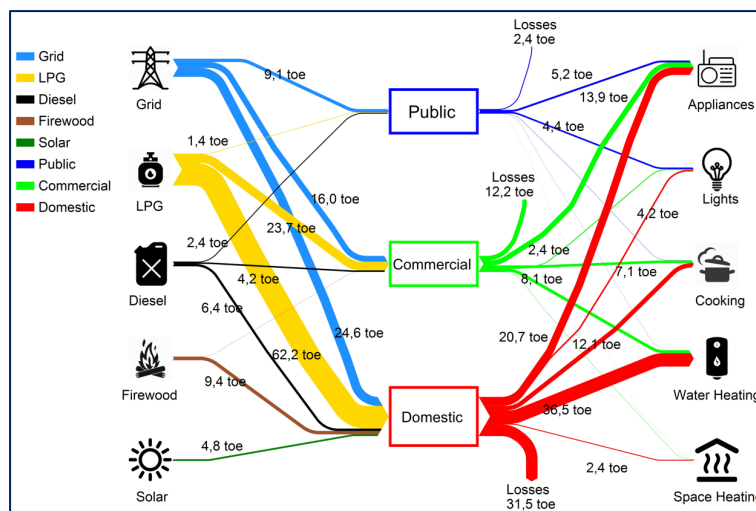 Grid
LPG
Diesel
Firewood
Solar
Public
Commercial
Domestic
Grid
LPG
Diesel
Firewood
Solar
9,1 toe
1,4 toe
16,0 toe
23,7 toe
2,4 toe
4,2 toe
6,4 toe
24,6 toe
62,2 toe
9,4 toe
4,8 toe
Public
Commercial
Domestic
Losses
2,4 toe
Losses
12,2 toe
Losses
31,5 toe
5,2 toe
13,9 toe
4,4 toe
4,2 toe
2,4 toe
7,1 toe
8,1 toe
20,7 toe
12,1 toe
36,5 toe
2,4 toe
Appliances
Lights
Cooking
Water Heating
Space Heating